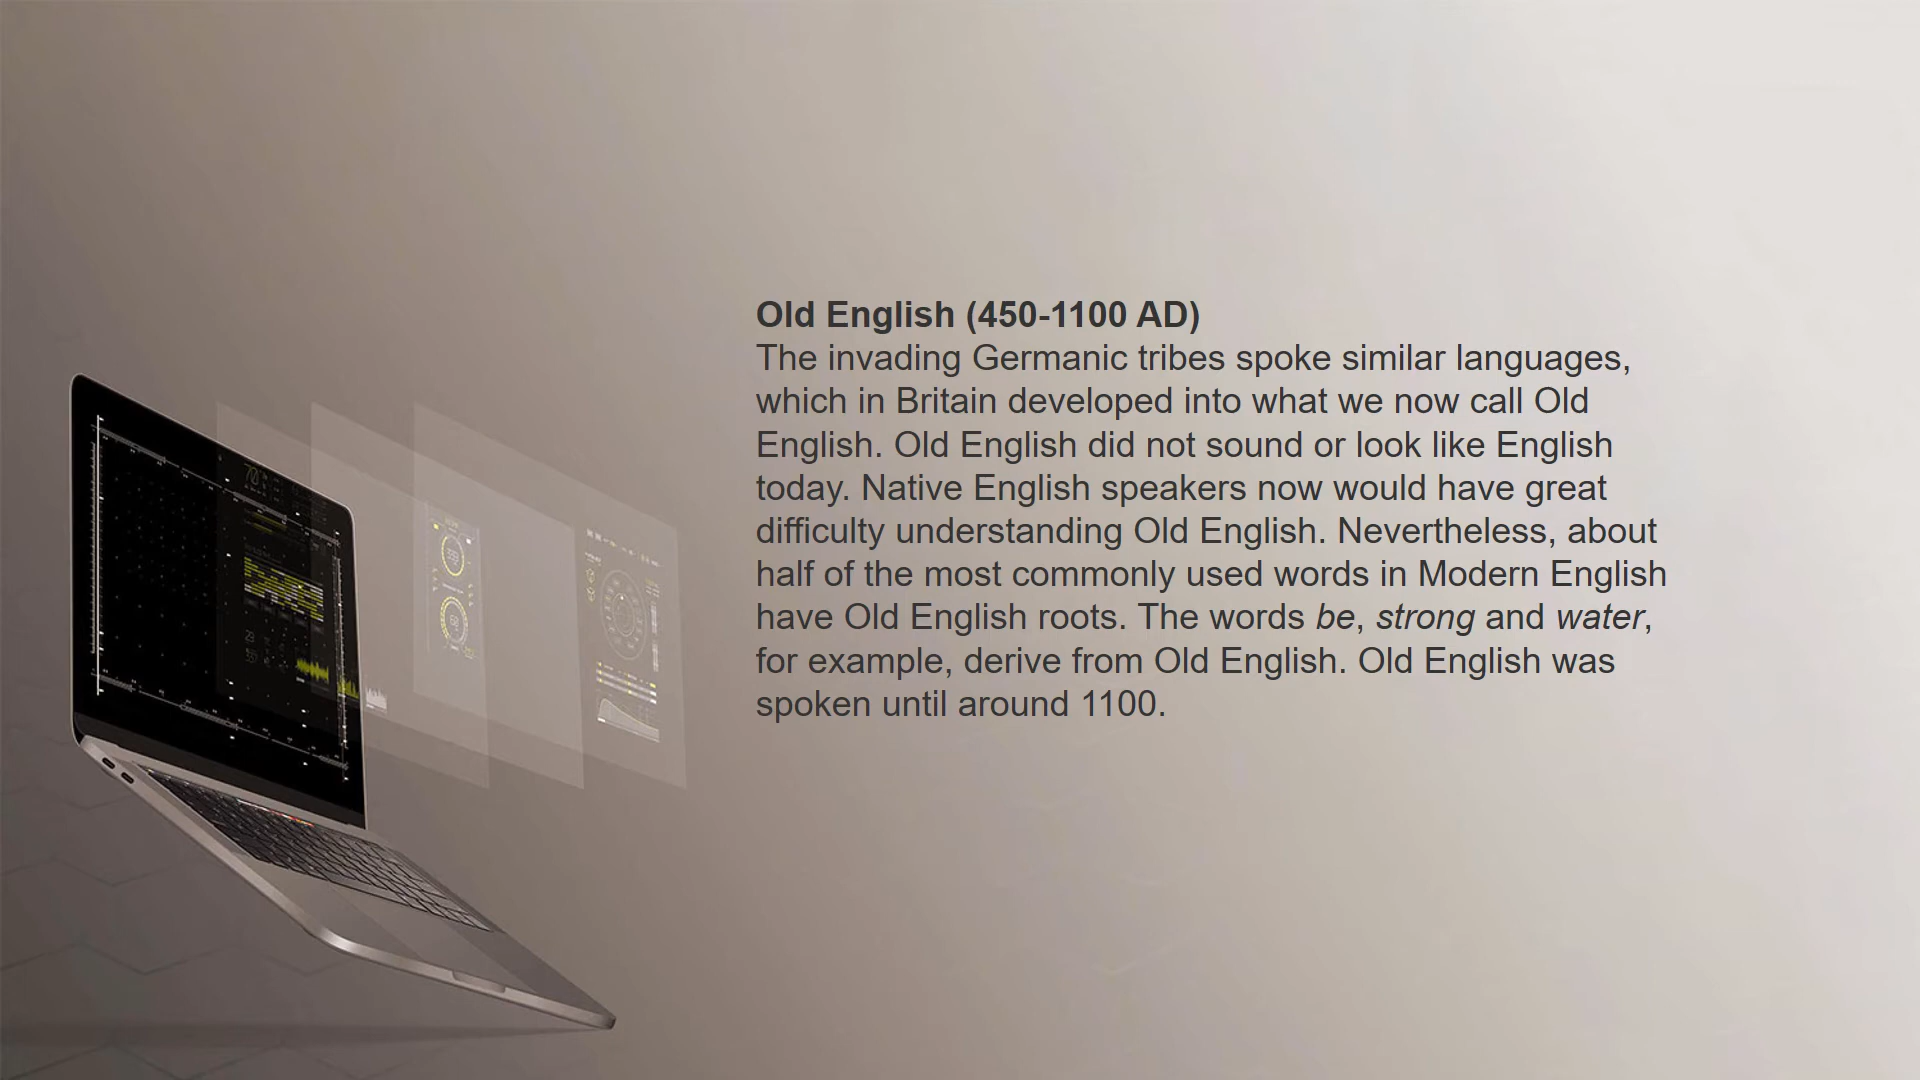 Old English (450-1100 AD)
The invading Germanic tribes spoke similar languages,
which in Britain developed into what we now call Old
English. Old English did not sound or look like English
today. Native English speakers now would have great
difficulty understanding Old English. Nevertheless, about
half of the most commonly used words in Modern English
have Old English roots. The words be, strong and water,
for example, derive from Old English. Old English was
spoken until around 1100.